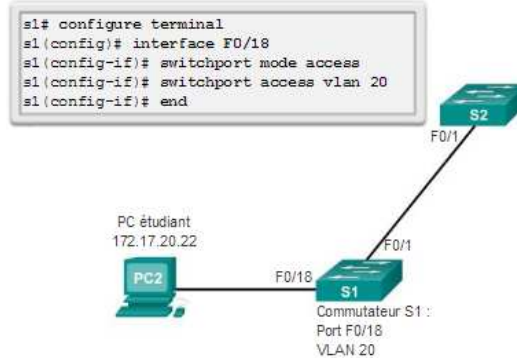 s1# configure terminal
s1(config)# interface F0/18
s1(config-if)# switchport mode access
s1(config-if)# switchport access vlan 20
s1(config-if)# end
S2
F0/1
PC étudiant
172.17.20.22
F0/1
PC2
F0/18
S1
Commutateur S1 :
Port F0/18
VLAN 20